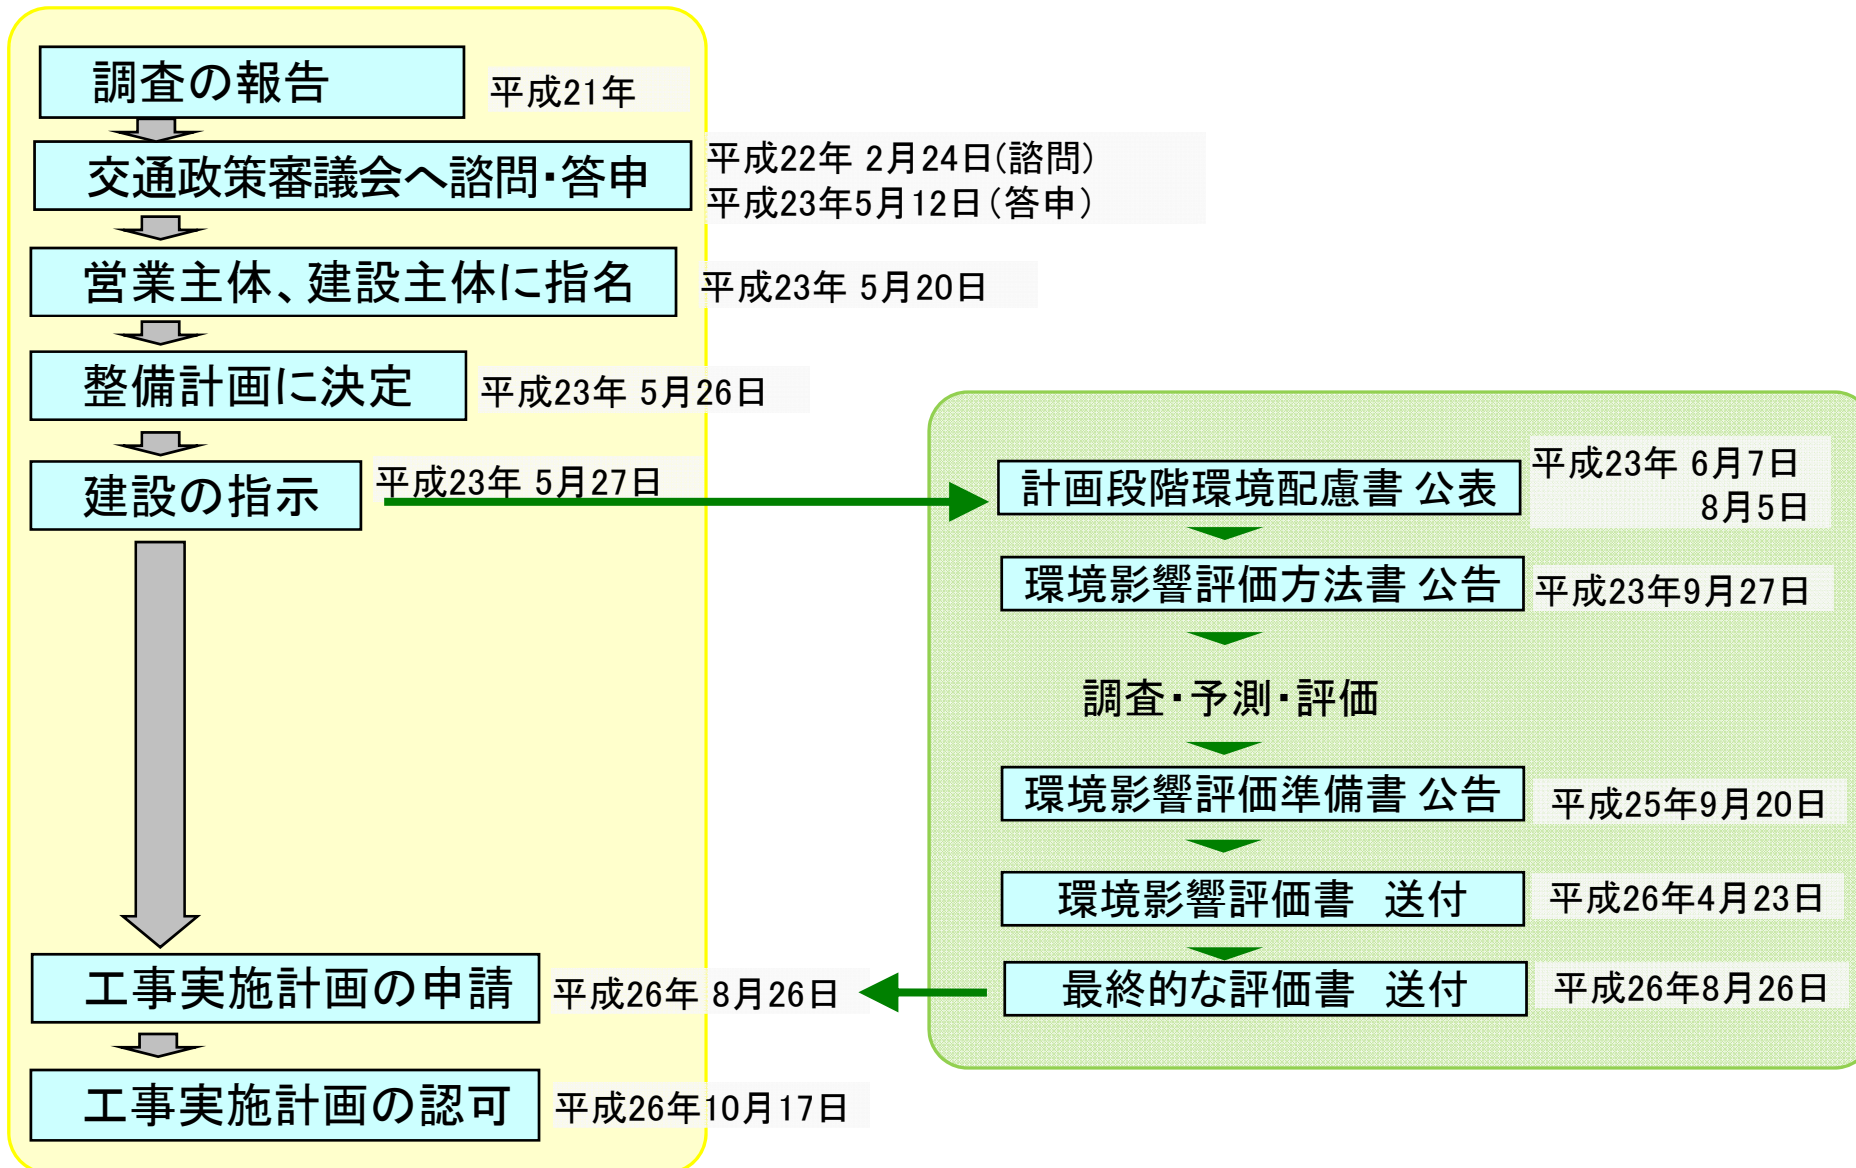 調査の報告
平成21年
交通政策審議会へ諮問・答申
平成22年 2月24日(諮問)
平成23年5月12日(答申)
営業主体、建設主体に指名
平成23年 5月20日
整備計画に決定
平成23年 5月26日
建設の指示
平成23年 5月27日
工事実施計画の申請
平成26年 8月26日
工事実施計画の認可
平成26年10月17日
計画段階環境配慮書 公表
平成23年 6月7日
8月5日
環境影響評価方法書 公告
平成23年9月27日
調査・予測・評価
環境影響評価準備書 公告
平成25年9月20日
環境影響評価書 送付
平成26年4月23日
最終的な評価書 送付
平成26年8月26日